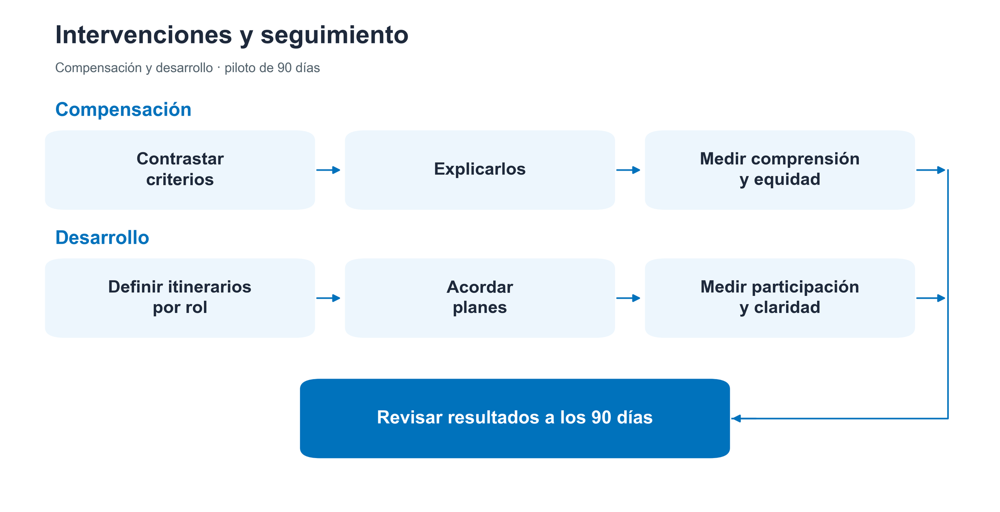 Intervenciones y seguimiento
Compensación y desarrollo · piloto de 90 días
Compensación
Contrastar
criterios
Explicarlos
Medir comprensión
y equidad
Desarrollo
Definir itinerarios
por rol
Acordar
planes
Medir participación
y claridad
Revisar resultados a los 90 días